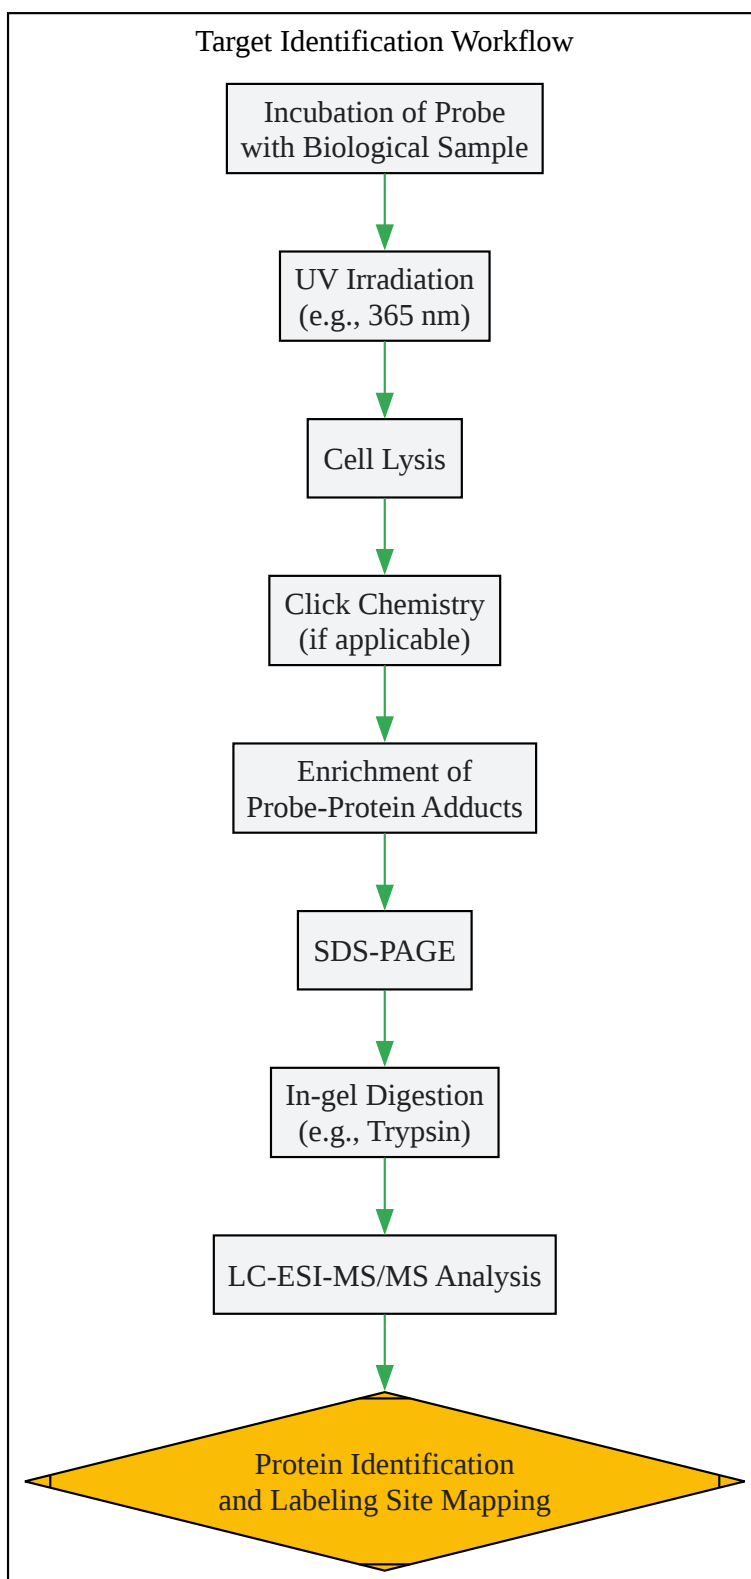 Target Identification Workflow
Incubation of Probe
with Biological Sample
UV Irradiation
(e.g., 365 nm)
Cell Lysis
Click Chemistry
(if applicable)
Enrichment of
Probe-Protein Adducts
SDS-PAGE
In-gel Digestion
(e.g., Trypsin)
LC-ESI-MS/MS Analysis
Protein Identification
and Labeling Site Mapping